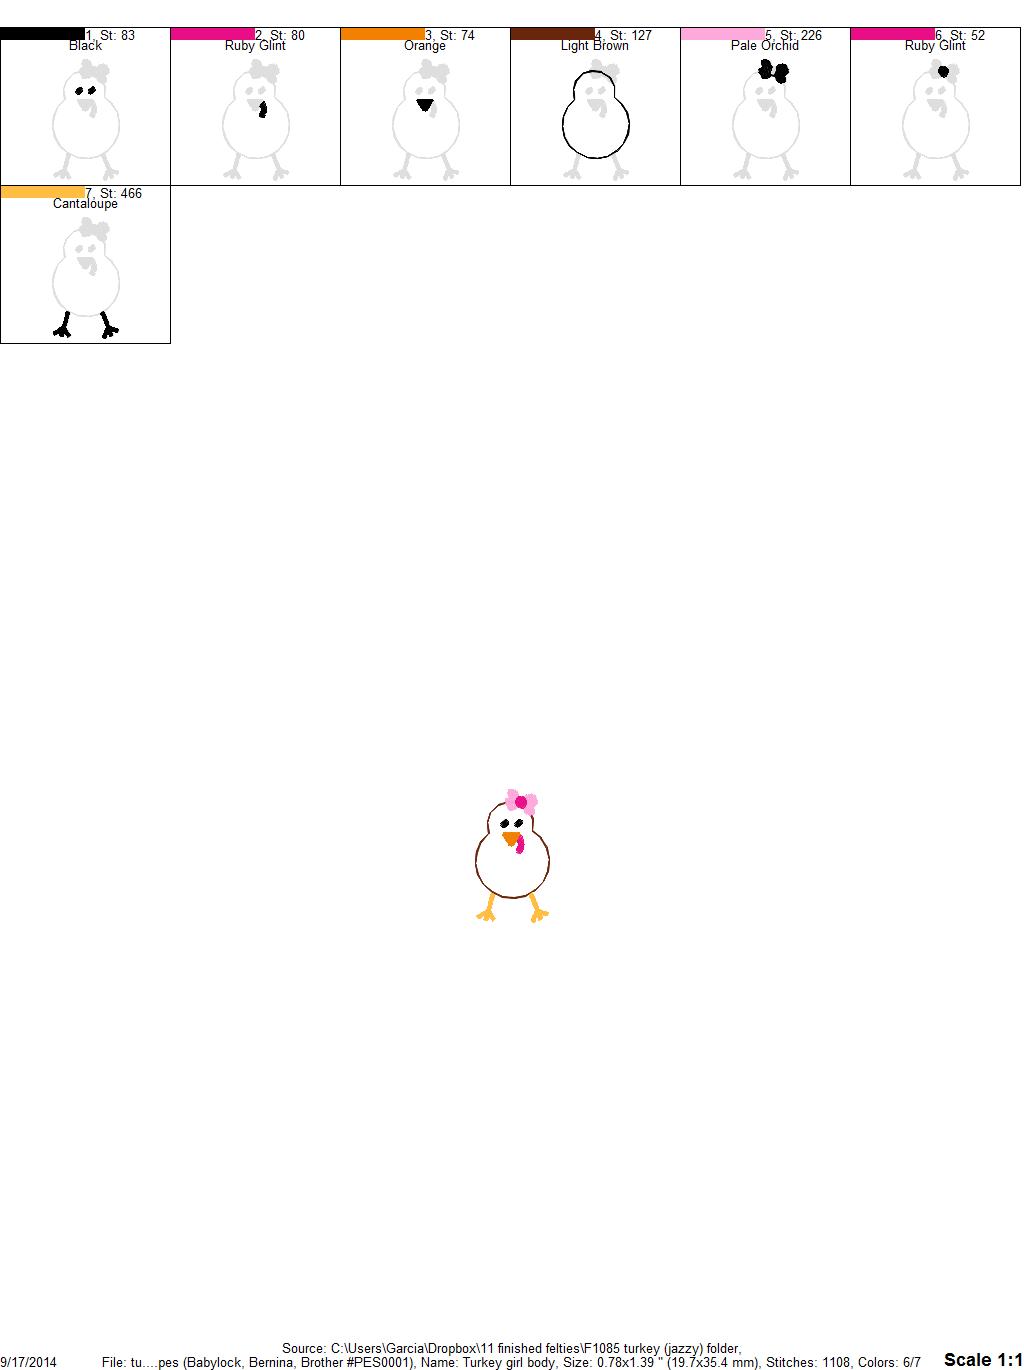 1, St: 83
Black
2, St: 80
Ruby Glint
3, St: 74
Orange
4, St: 127
Light Brown
5, St: 226
Pale Orchid
6, St: 52
Ruby Glint
7, St: 466
Cantaloupe
Source: C:\Users\Garcia\Dropbox\11 finished felties\F1085 turkey (jazzy) folder,
9/17/2014
File: tu....pes (Babylock, Bernina, Brother #PES0001), Name: Turkey girl body, Size: 0.78x1.39 " (19.7x35.4 mm), Stitches: 1108, Colors: 6/7
Scale 1:1